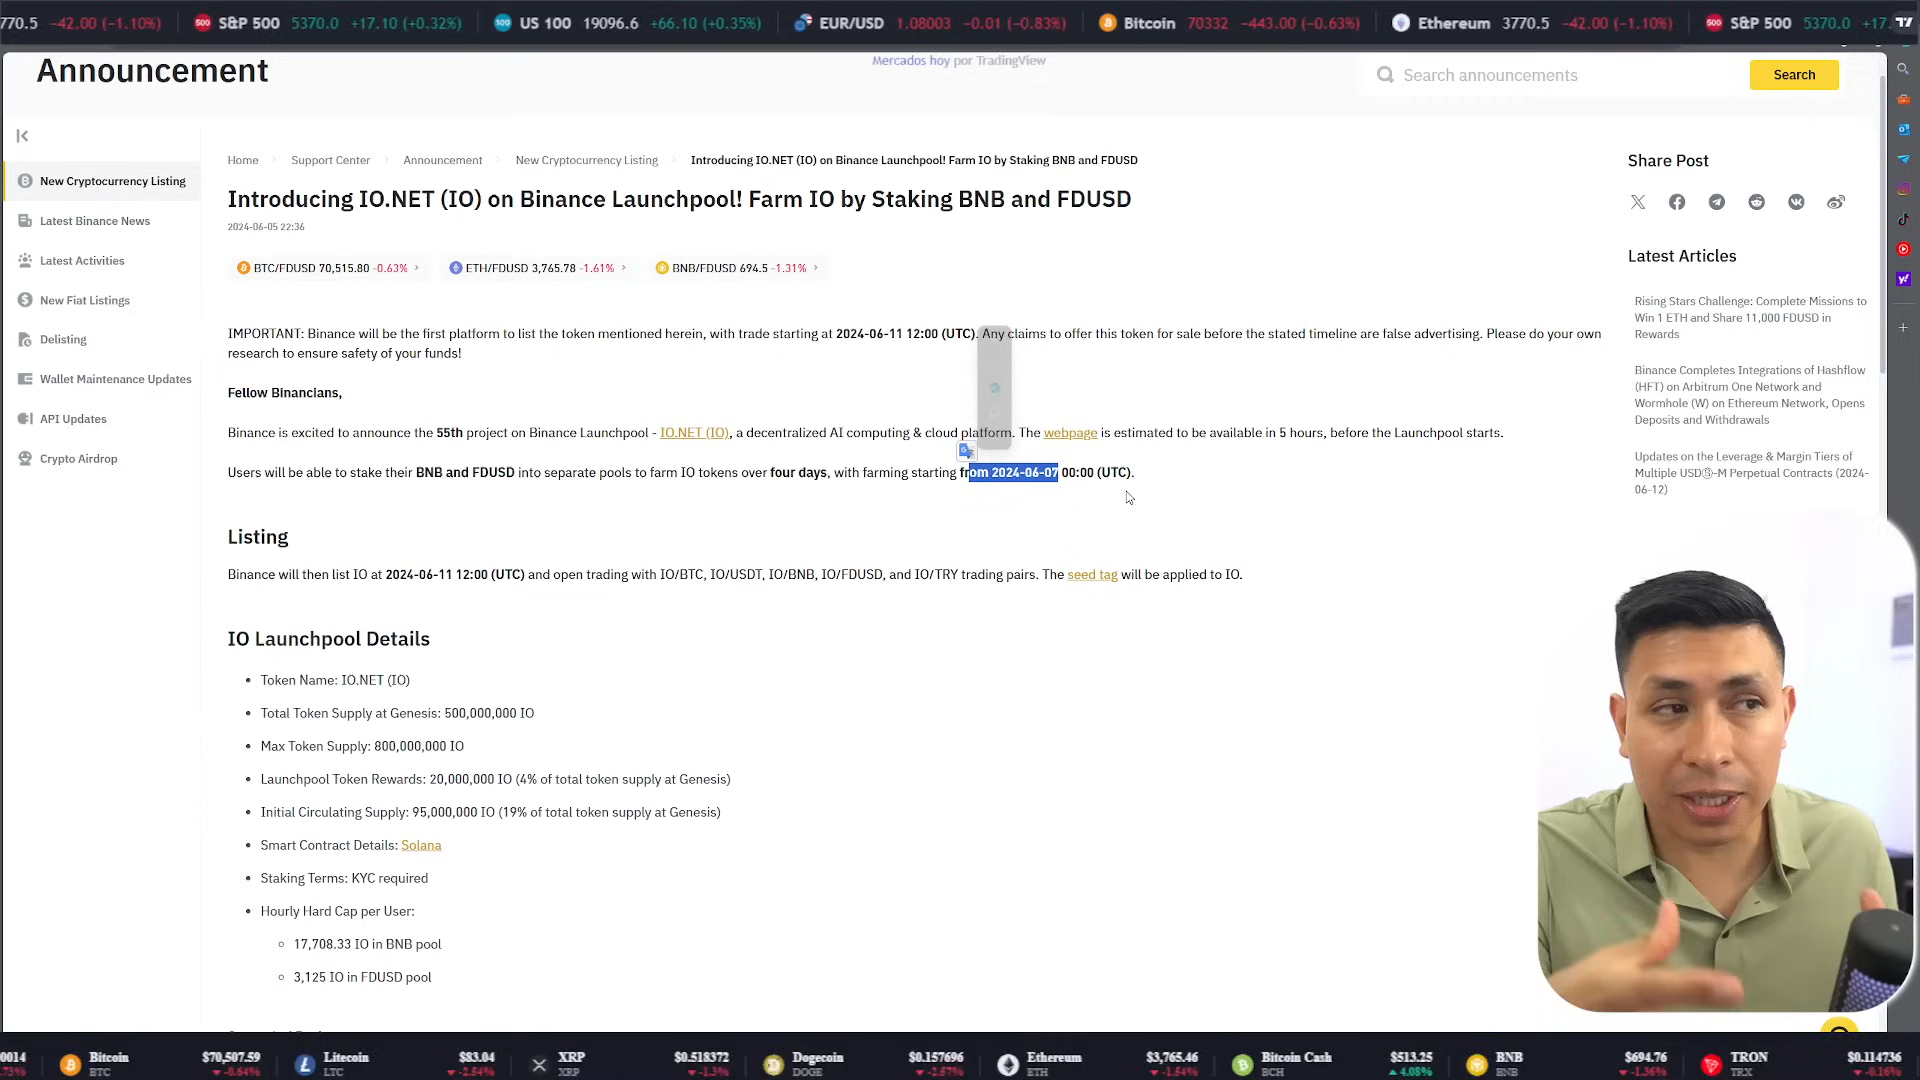 770.5 −42.00 (−1.10%) S&P 500 5370.0 +17.10 (+0.32%) US 100 19096.6 +66.10 (+0.35%) EUR/USD 1.08003 −0.01 (−0.83%) Bitcoin 70332 −443.00 (−0.63%) Ethereum 3770.5 −42.00 (−1.10%) S&P 500 5370.0 +17.
Mercados hoy por TradingView
Announcement
Search announcements
Search
New Cryptocurrency Listing
Latest Binance News
Latest Activities
New Fiat Listings
Delisting
Wallet Maintenance Updates
API Updates
Crypto Airdrop
Home Support Center Announcement New Cryptocurrency Listing Introducing IO.NET (IO) on Binance Launchpool! Farm IO by Staking BNB and FDUSD
Introducing IO.NET (IO) on Binance Launchpool! Farm IO by Staking BNB and FDUSD
2024-06-05 22:36
BTC/FDUSD 70,515.80 -0.63% ETH/FDUSD 3,765.78 -1.61% BNB/FDUSD 694.5 -1.31%
IMPORTANT: Binance will be the first platform to list the token mentioned herein, with trade starting at 2024-06-11 12:00 (UTC). Any claims to offer this token for sale before the stated timeline are false advertising. Please do your own
research to ensure safety of your funds!
Fellow Binancians,
Binance is excited to announce the 55th project on Binance Launchpool - IO.NET (IO), a decentralized AI computing & cloud platform. The webpage is estimated to be available in 5 hours, before the Launchpool starts.
Users will be able to stake their BNB and FDUSD into separate pools to farm IO tokens over four days, with farming starting from 2024-06-07 00:00 (UTC).
Listing
Binance will then list IO at 2024-06-11 12:00 (UTC) and open trading with IO/BTC, IO/USDT, IO/BNB, IO/FDUSD, and IO/TRY trading pairs. The seed tag will be applied to IO.
IO Launchpool Details
Token Name: IO.NET (IO)
Total Token Supply at Genesis: 500,000,000 IO
Max Token Supply: 800,000,000 IO
Launchpool Token Rewards: 20,000,000 IO (4% of total token supply at Genesis)
Initial Circulating Supply: 95,000,000 IO (19% of total token supply at Genesis)
Smart Contract Details: Solana
Staking Terms: KYC required
Hourly Hard Cap per User:
17,708.33 IO in BNB pool
3,125 IO in FDUSD pool
Share Post
Latest Articles
Rising Stars Challenge: Complete Missions to
Win 1 ETH and Share 11,000 FDUSD in
Rewards
Binance Completes Integrations of Hashflow
(HFT) on Arbitrum One Network and
Wormhole (W) on Ethereum Network, Opens
Deposits and Withdrawals
Updates on the Leverage & Margin Tiers of
Multiple USDⓈ-M Perpetual Contracts (2024-
06-12)
0014 Bitcoin $70,507.59 Litecoin $83.04 XRP $0.518372 Dogecoin $0.157696 Ethereum $3,765.46 Bitcoin Cash $513.25 BNB $694.76 TRON $0.114736
.73% BTC -0.64% LTC -2.54% XRP -1.3% DOGE -2.57% ETH -1.54% BCH 4.08% BNB -1.36% TRX -0.16%